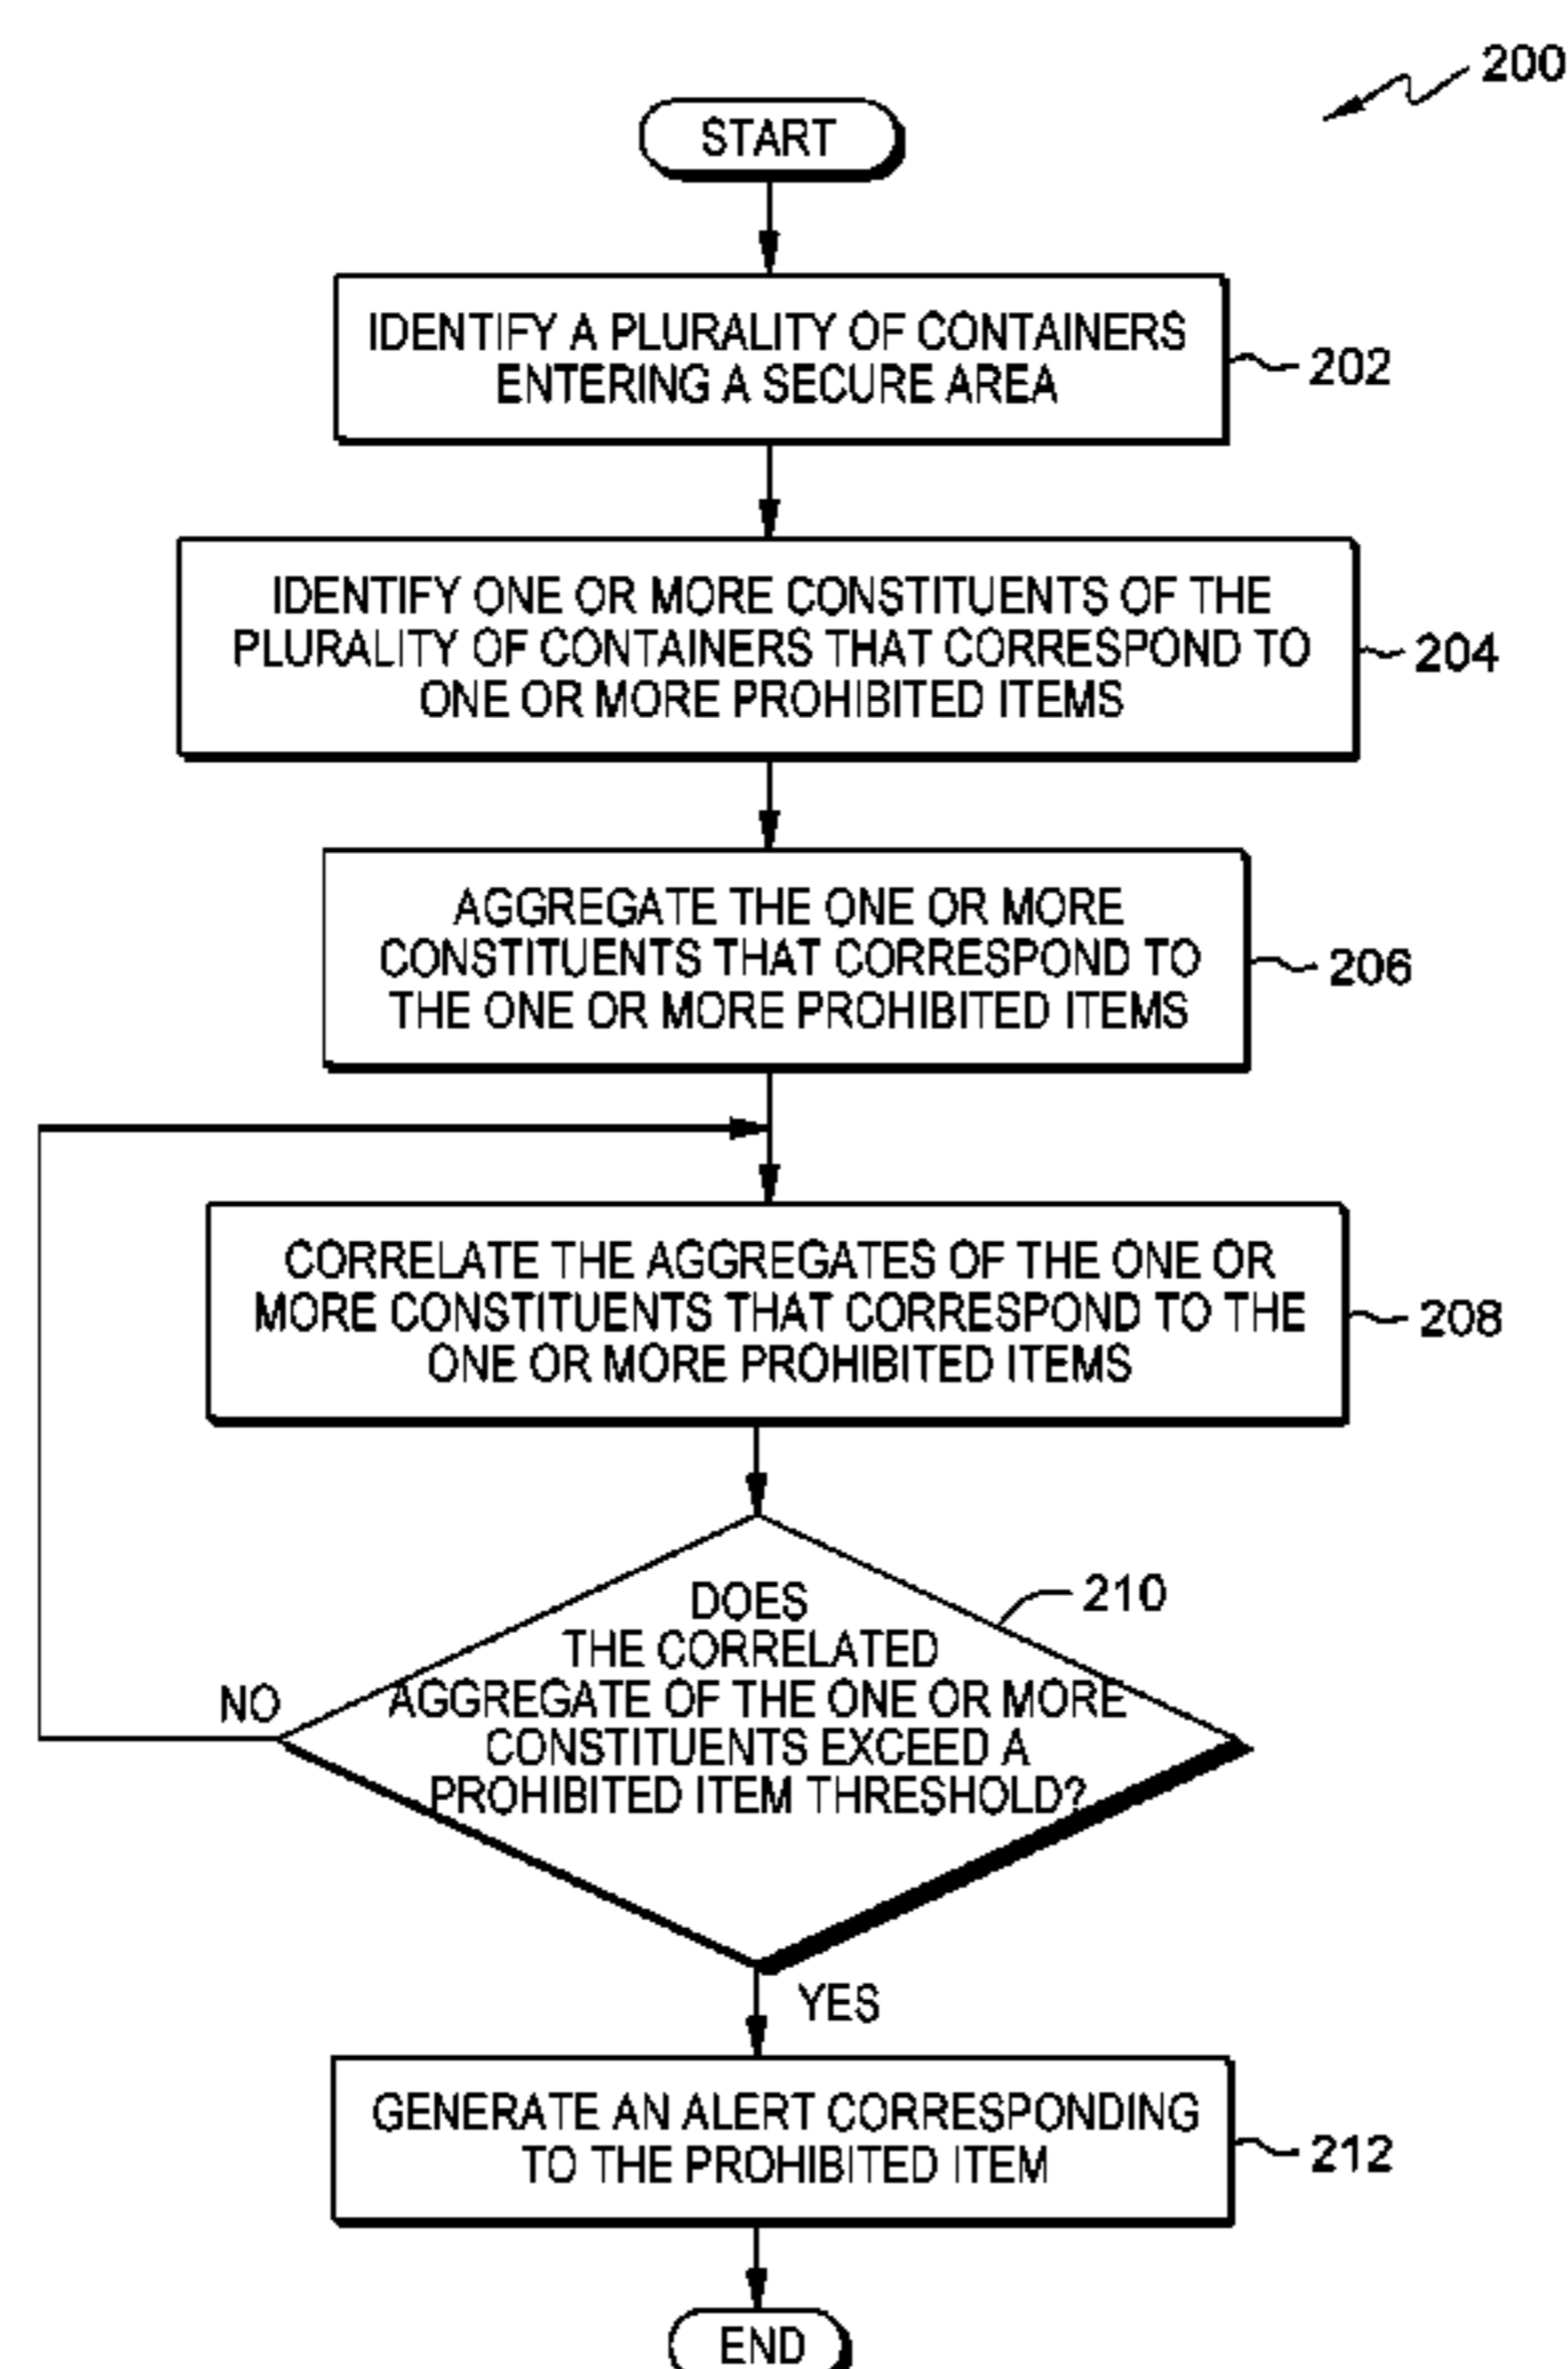 200
START
IDENTIFY A PLURALITY OF CONTAINERS
ENTERING A SECURE AREA
202
IDENTIFY ONE OR MORE CONSTITUENTS OF THE
PLURALITY OF CONTAINERS THAT CORRESPOND TO
ONE OR MORE PROHIBITED ITEMS
204
AGGREGATE THE ONE OR MORE
CONSTITUENTS THAT CORRESPOND TO
THE ONE OR MORE PROHIBITED ITEMS
206
CORRELATE THE AGGREGATES OF THE ONE OR
MORE CONSTITUENTS THAT CORRESPOND TO THE
ONE OR MORE PROHIBITED ITEMS
208
DOES
THE CORRELATED
AGGREGATE OF THE ONE OR MORE
CONSTITUENTS EXCEED A
PROHIBITED ITEM THRESHOLD?
210
NO
YES
GENERATE AN ALERT CORRESPONDING
TO THE PROHIBITED ITEM
212
END